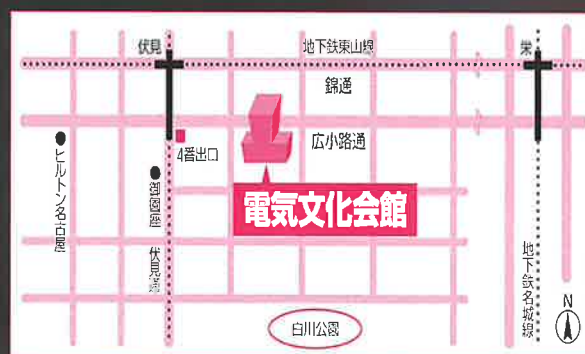 伏見
地下鉄東山線
栄
錦通
広小路通
4番出口
ヒルトン名古屋
御園座
電気文化会館
伏見通
地下鉄名城線
白川公園
N